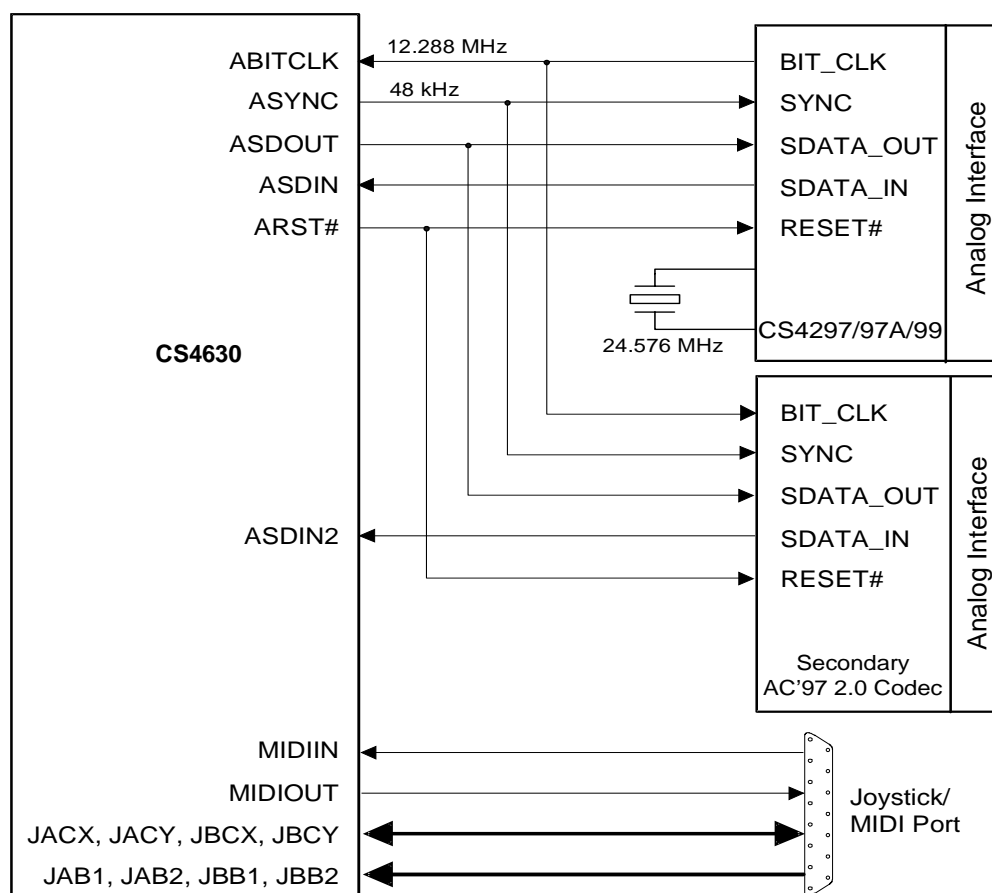 ABITCLK
ASYNC
ASDOUT
ASDIN
ARST#
CS4630
ASDIN2
MIDIIN
MIDIOUT
JACX, JACY, JBCX, JBCY
JAB1, JAB2, JBB1, JBB2
12.288 MHz
48 kHz
24.576 MHz
BIT_CLK
SYNC
SDATA_OUT
SDATA_IN
RESET#
CS4297/97A/99
Analog Interface
BIT_CLK
SYNC
SDATA_OUT
SDATA_IN
RESET#
Secondary
AC'97 2.0 Codec
Analog Interface
Joystick/
MIDI Port